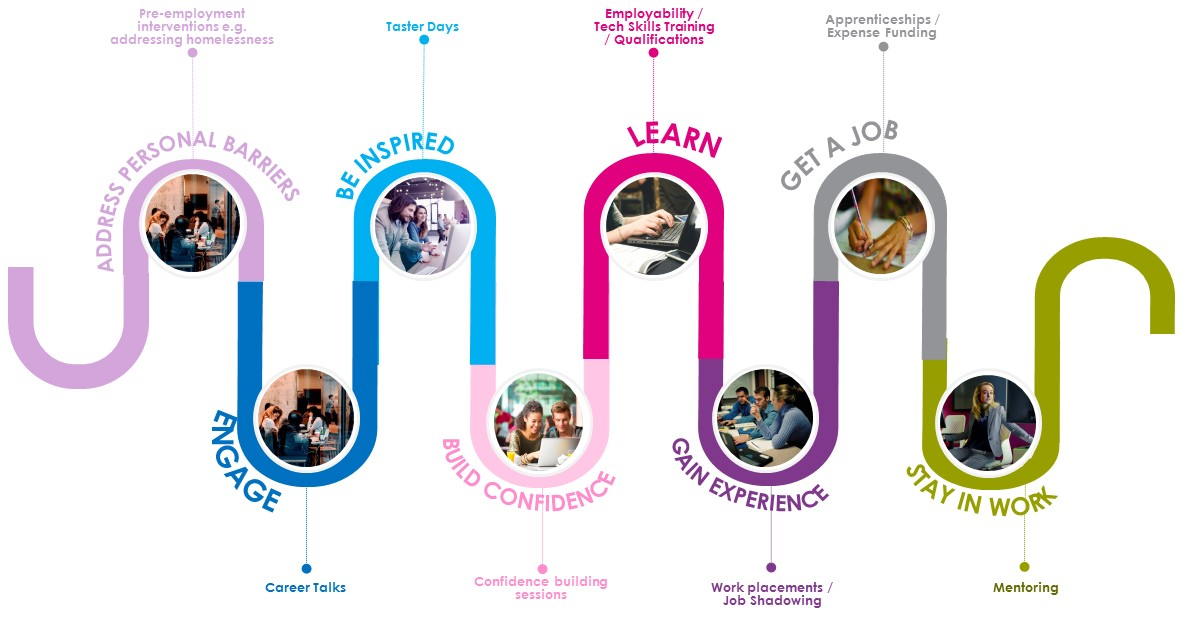 Pre-employment
interventions e.g.
addressing homelessness
ADDRESS PERSONAL BARRIERS
ENGAGE
Career Talks
Taster Days
BE INSPIRED
BUILD CONFIDENCE
Confidence building
sessions
Employability /
Tech Skills Training
/ Qualifications
LEARN
GAIN EXPERIENCE
Work placements /
Job Shadowing
Apprenticeships /
Expense Funding
GET A JOB
STAY IN WORK
Mentoring